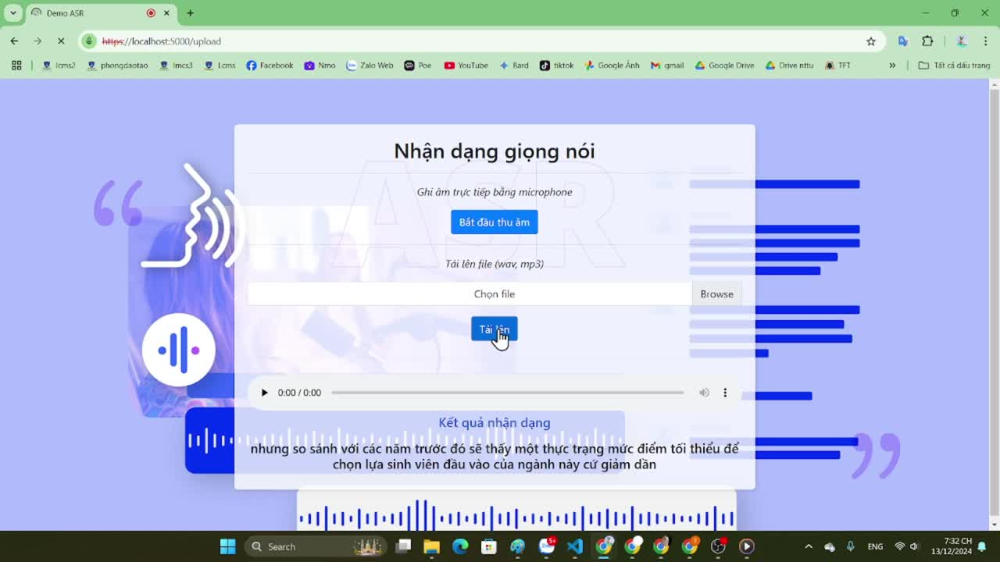 Demo ASR
https://localhost:5000/upload
lcms2
phongdaotao
lmcs3
Lcms
Facebook
Nmo
Zalo Web
Poe
YouTube
Bard
tiktok
Google Ảnh
gmail
Google Drive
Drive nttu
TFT
Tất cả dấu trang
ASR
Nhận dạng giọng nói
Ghi âm trực tiếp bằng microphone
Bắt đầu thu âm
Tải lên file (wav, mp3)
Chọn file
Browse
Tải lên
0:00 / 0:00
Kết quả nhận dạng
nhưng so sánh với các năm trước đó sẽ thấy một thực trạng mức điểm tối thiểu để
chọn lựa sinh viên đầu vào của ngành này cứ giảm dần
Search
5+
ENG
7:32 CH
13/12/2024